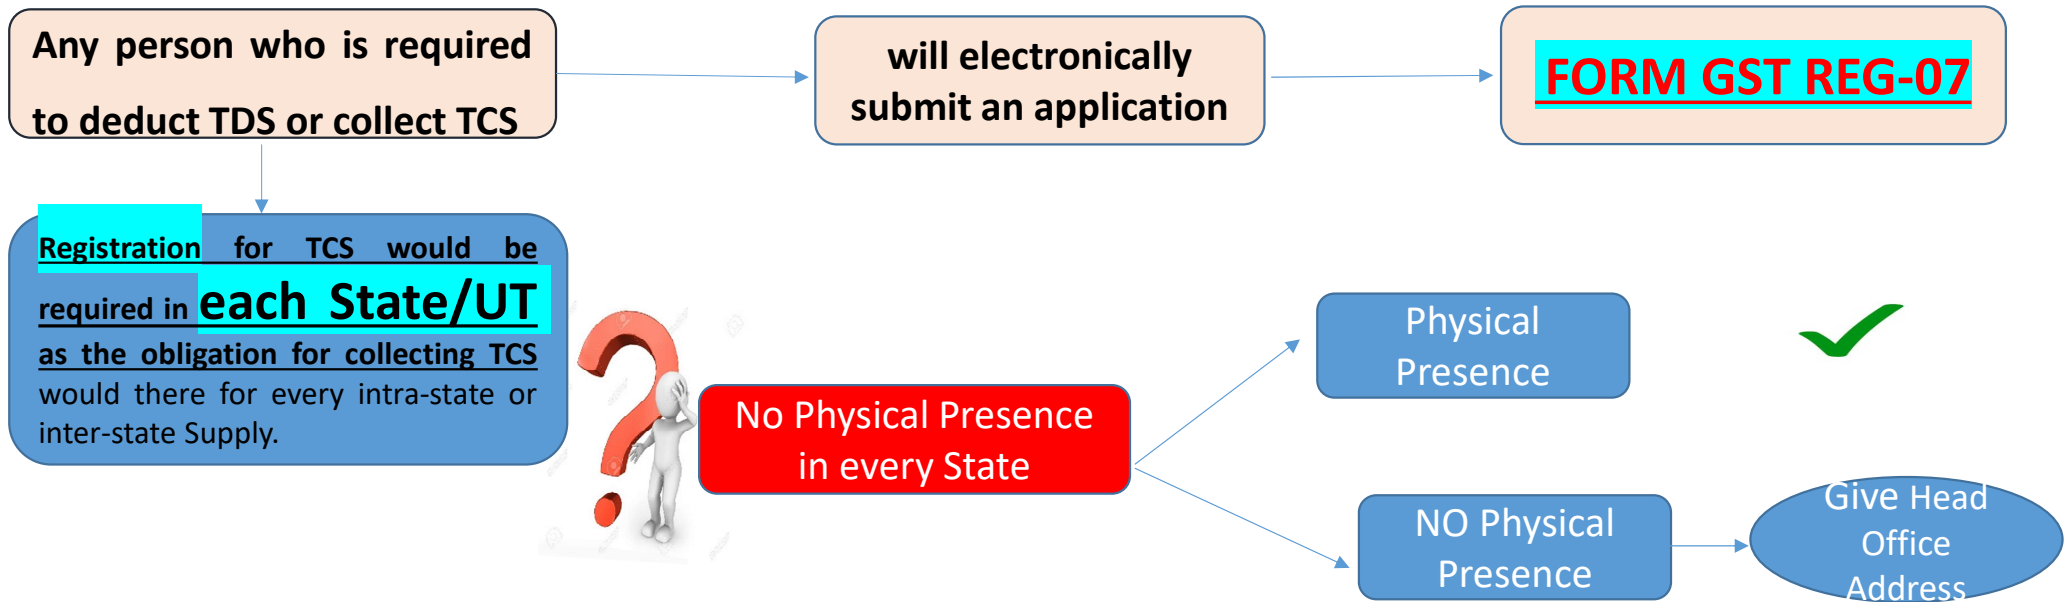 Any person who is required
to deduct TDS or collect TCS
will electronically
submit an application
FORM GST REG-07
Registration for TCS would be
required in each State/UT
as the obligation for collecting TCS
would there for every intra-state or
inter-state Supply.
No Physical Presence
in every State
Physical
Presence
NO Physical
Presence
Give Head
Office
Address